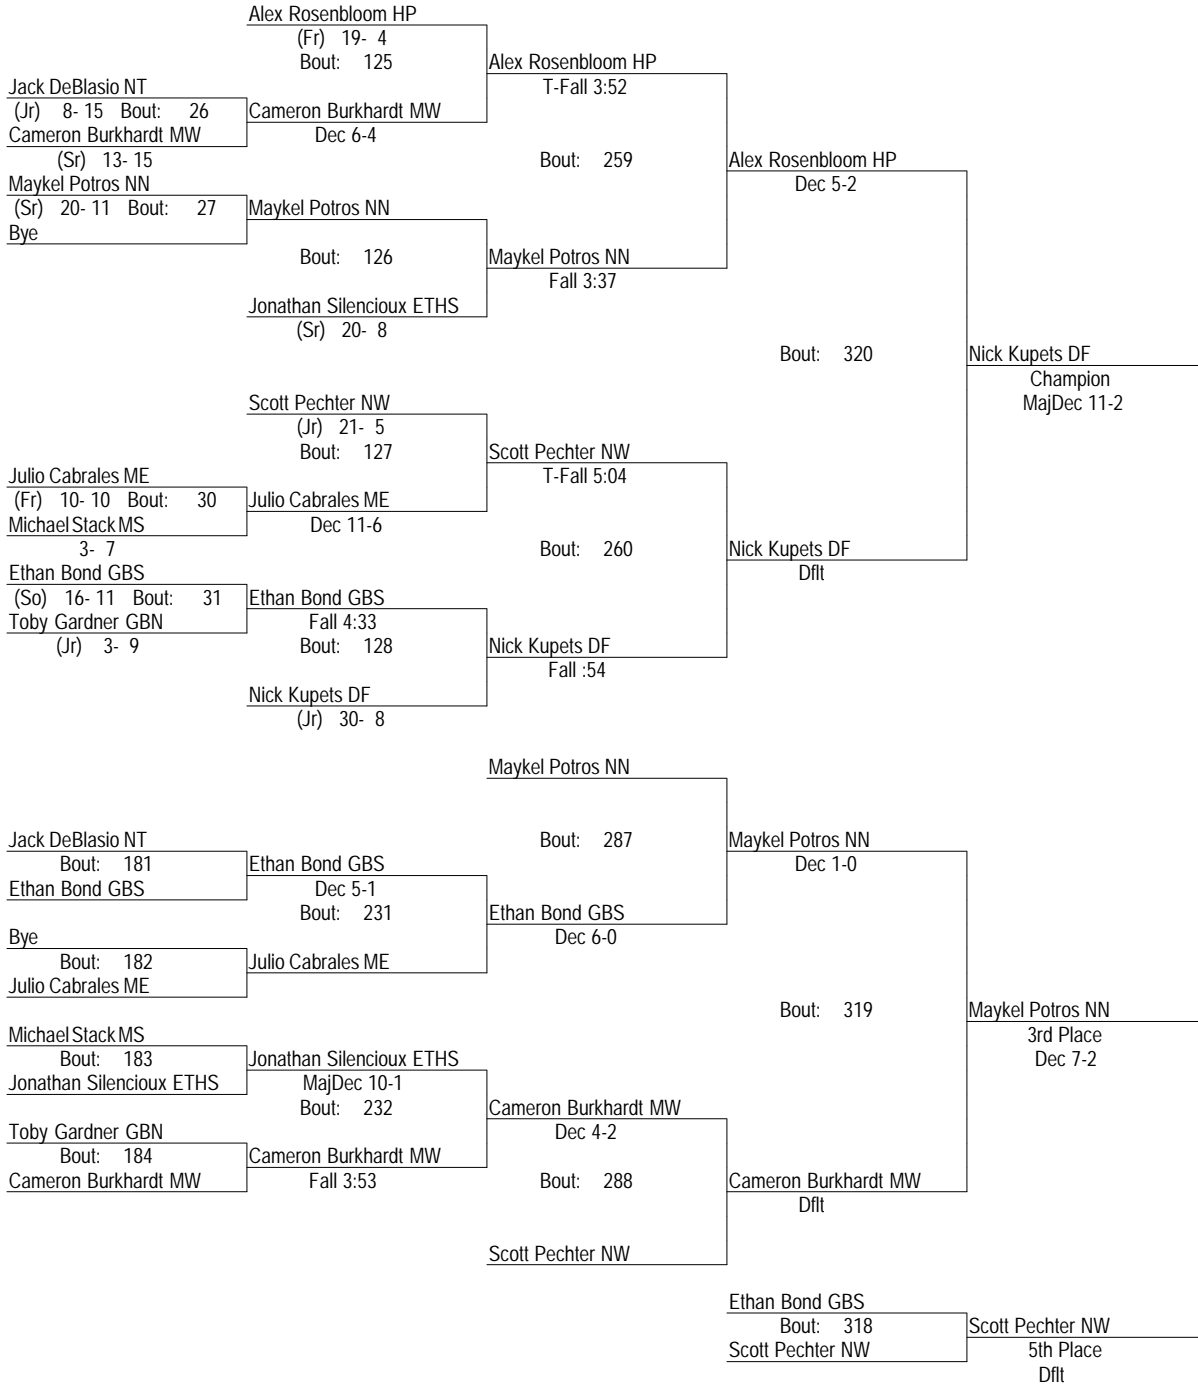 Alex Rosenbloom HP
(Fr) 19- 4
Bout: 125
Alex Rosenbloom HP
T-Fall 3:52
Jack DeBlasio NT
(Jr) 8- 15 Bout: 26
Cameron Burkhardt MW
Cameron Burkhardt MW
Dec 6-4
(Sr) 13- 15
Bout: 259
Alex Rosenbloom HP
Dec 5-2
Maykel Potros NN
(Sr) 20- 11 Bout: 27
Maykel Potros NN
Bye
Bout: 126
Maykel Potros NN
Fall 3:37
Jonathan Silencioux ETHS
(Sr) 20- 8
Bout: 320
Nick Kupets DF
Champion
MajDec 11-2
Scott Pechter NW
(Jr) 21- 5
Bout: 127
Scott Pechter NW
T-Fall 5:04
Julio Cabrales ME
(Fr) 10- 10 Bout: 30
Julio Cabrales ME
Michael Stack MS
Dec 11-6
3- 7
Bout: 260
Nick Kupets DF
Dflt
Ethan Bond GBS
(So) 16- 11 Bout: 31
Ethan Bond GBS
Toby Gardner GBN
Fall 4:33
(Jr) 3- 9
Bout: 128
Nick Kupets DF
Fall :54
Nick Kupets DF
(Jr) 30- 8
Maykel Potros NN
Bout: 287
Maykel Potros NN
Dec 1-0
Jack DeBlasio NT
Bout: 181
Ethan Bond GBS
Ethan Bond GBS
Dec 5-1
Bout: 231
Ethan Bond GBS
Dec 6-0
Bye
Bout: 182
Julio Cabrales ME
Julio Cabrales ME
Bout: 319
Maykel Potros NN
3rd Place
Dec 7-2
Michael Stack MS
Bout: 183
Jonathan Silencioux ETHS
Jonathan Silencioux ETHS
MajDec 10-1
Bout: 232
Cameron Burkhardt MW
Dec 4-2
Toby Gardner GBN
Bout: 184
Cameron Burkhardt MW
Cameron Burkhardt MW
Fall 3:53
Bout: 288
Cameron Burkhardt MW
Dflt
Scott Pechter NW
Ethan Bond GBS
Bout: 318
Scott Pechter NW
Scott Pechter NW
5th Place
Dflt